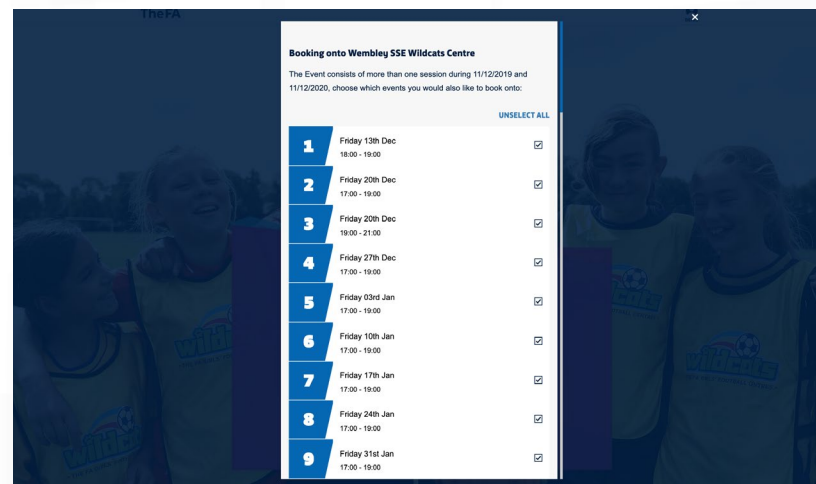 TheFA
×
Booking onto Wembley SSE Wildcats Centre
The Event consists of more than one session during 11/12/2019 and
11/12/2020, choose which events you would also like to book onto:
UNSELECT ALL
1
Friday 13th Dec
18:00 - 19:00
2
Friday 20th Dec
17:00 - 19:00
3
Friday 20th Dec
19:00 - 21:00
4
Friday 27th Dec
17:00 - 19:00
5
Friday 03rd Jan
17:00 - 19:00
6
Friday 10th Jan
17:00 - 19:00
7
Friday 17th Jan
17:00 - 19:00
8
Friday 24th Jan
17:00 - 19:00
9
Friday 31st Jan
17:00 - 19:00
wildcats
wildcats
wildcats